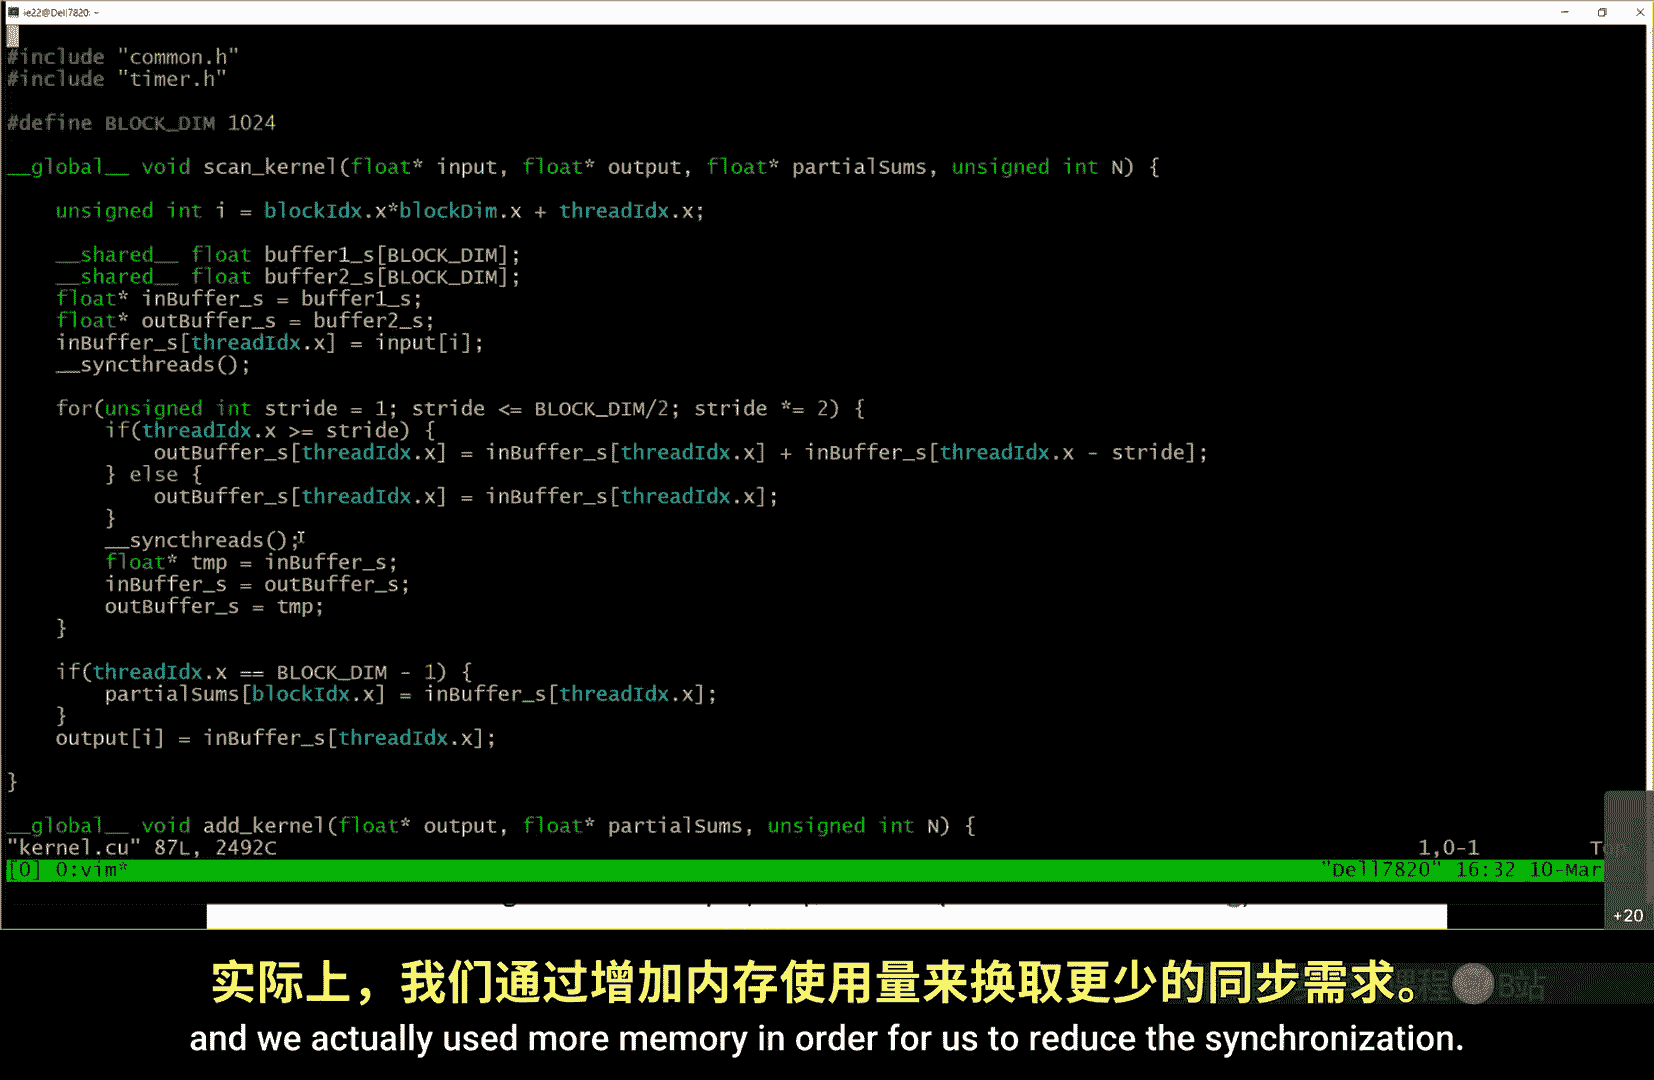 ie22@Dell7820: ~
#include "common.h"
#include "timer.h"
#define BLOCK_DIM 1024
__global__ void scan_kernel(float* input, float* output, float* partialSums, unsigned int N) {
unsigned int i = blockIdx.x*blockDim.x + threadIdx.x;
__shared__ float buffer1_s[BLOCK_DIM];
__shared__ float buffer2_s[BLOCK_DIM];
float* inBuffer_s = buffer1_s;
float* outBuffer_s = buffer2_s;
inBuffer_s[threadIdx.x] = input[i];
__syncthreads();
for(unsigned int stride = 1; stride <= BLOCK_DIM/2; stride *= 2) {
if(threadIdx.x >= stride) {
outBuffer_s[threadIdx.x] = inBuffer_s[threadIdx.x] + inBuffer_s[threadIdx.x - stride];
} else {
outBuffer_s[threadIdx.x] = inBuffer_s[threadIdx.x];
}
__syncthreads();
float* tmp = inBuffer_s;
inBuffer_s = outBuffer_s;
outBuffer_s = tmp;
}
if(threadIdx.x == BLOCK_DIM - 1) {
partialSums[blockIdx.x] = inBuffer_s[threadIdx.x];
}
output[i] = inBuffer_s[threadIdx.x];
}
__global__ void add_kernel(float* output, float* partialSums, unsigned int N) {
"kernel.cu" 87L, 2492C 1,0-1 Top
[0] 0:vim* "Dell7820" 16:32 10-Mar
+20
实际上，我们通过增加内存使用量来换取更少的同步需求。
程 B站
and we actually used more memory in order for us to reduce the synchronization.